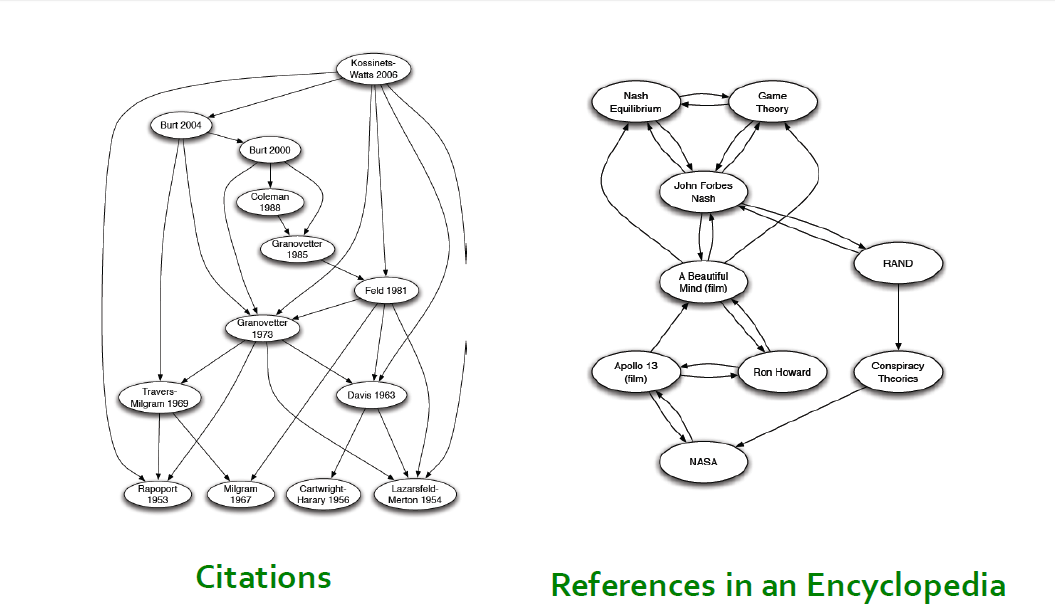 Kossinets-
Watts 2006
Burt 2004
Burt 2000
Coleman
1988
Granovetter
1985
Feld 1981
Granovetter
1973
Travers-
Milgram 1969
Davis 1963
Rapoport
1953
Milgram
1967
Cartwright-
Harary 1956
Lazarsfeld-
Merton 1954
Citations
Nash
Equilibrium
Game
Theory
John Forbes
Nash
RAND
A Beautiful
Mind (film)
Apollo 13
(film)
Ron Howard
Conspiracy
Theories
NASA
References in an Encyclopedia